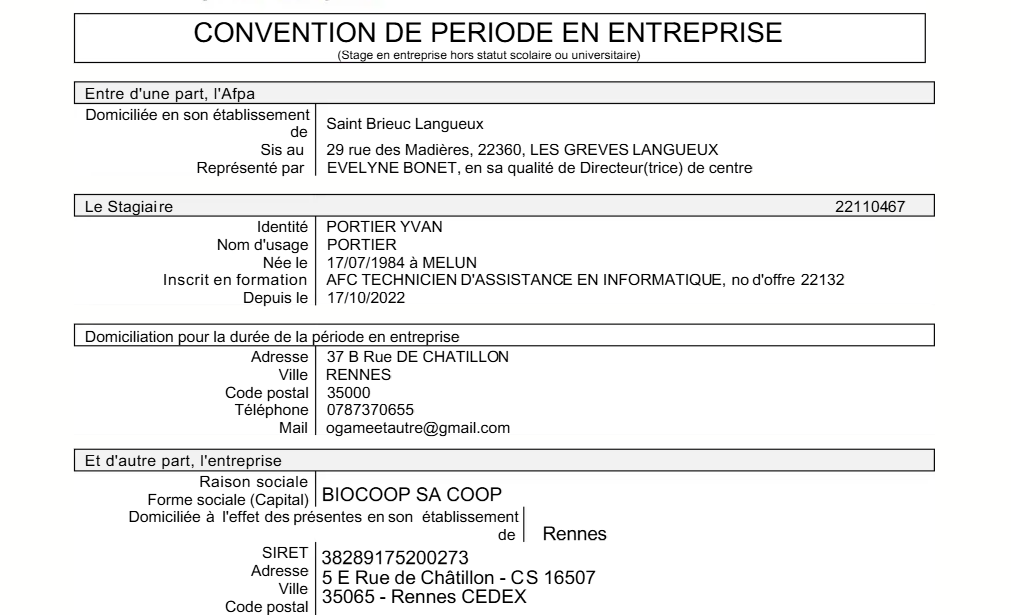 CONVENTION DE PERIODE EN ENTREPRISE
(Stage en entreprise hors statut scolaire ou universitaire)
Entre d'une part, l'Afpa
Domiciliée en son établissement de Saint Brieuc Langueux
Sis au 29 rue des Madières, 22360, LES GREVES LANGUEUX
Représenté par EVELYNE BONET, en sa qualité de Directeur(trice) de centre
Le Stagiaire 22110467
Identité PORTIER YVAN
Nom d'usage PORTIER
Née le 17/07/1984 à MELUN
Inscrit en formation AFC TECHNICIEN D'ASSISTANCE EN INFORMATIQUE, no d'offre 22132
Depuis le 17/10/2022
Domiciliation pour la durée de la période en entreprise
Adresse 37 B Rue DE CHATILLON
Ville RENNES
Code postal 35000
Téléphone 0787370655
Mail ogameetautre@gmail.com
Et d'autre part, l'entreprise
Raison sociale
Forme sociale (Capital) BIOCOOP SA COOP
Domiciliée à l'effet des présentes en son établissement de Rennes
SIRET 38289175200273
Adresse 5 E Rue de Châtillon - CS 16507
Ville 35065 - Rennes CEDEX
Code postal